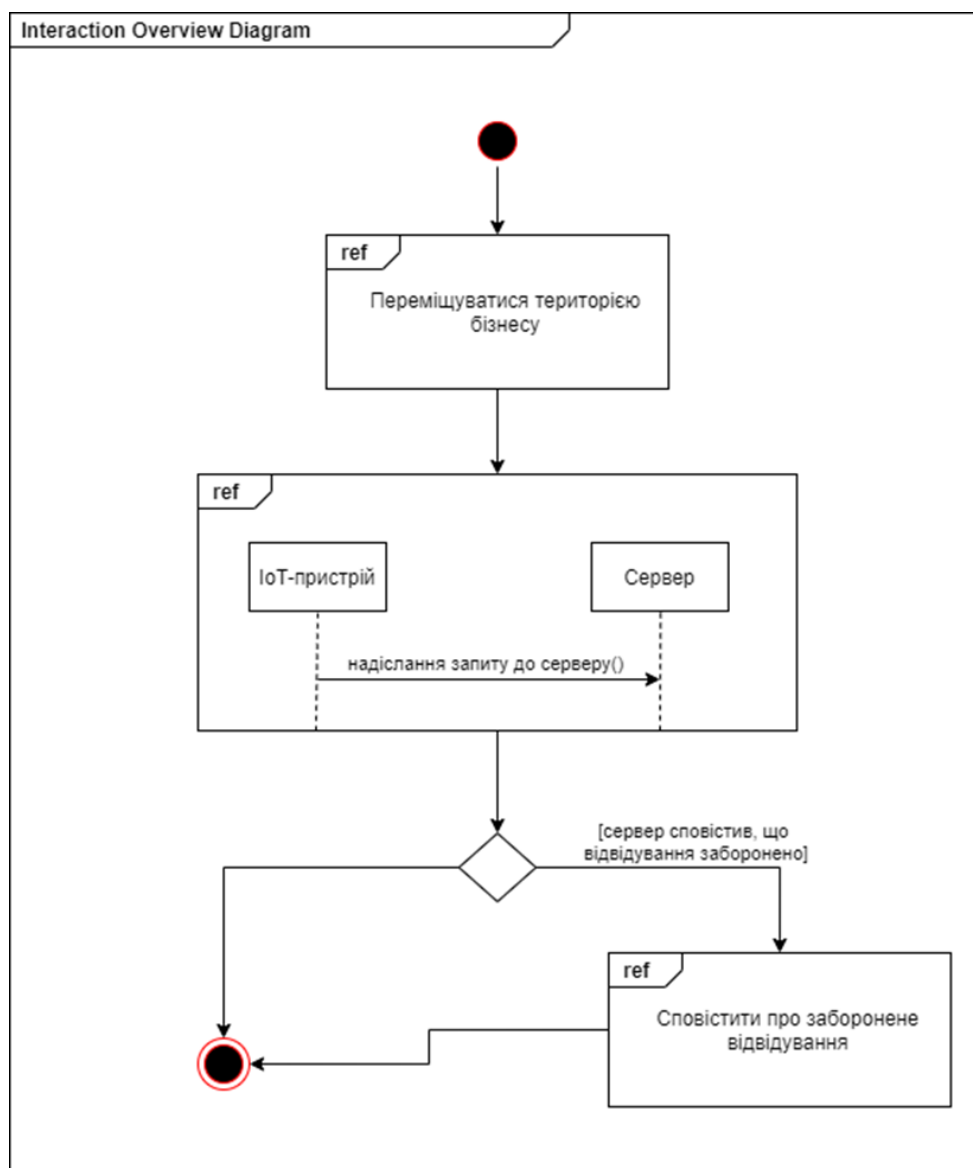 Interaction Overview Diagram
ref
Переміщуватися територією
бізнесу
ref
IoT-пристрій
Сервер
надіслання запиту до серверу()
[сервер сповістив, що
відвідування заборонено]
ref
Сповістити про заборонене
відвідування